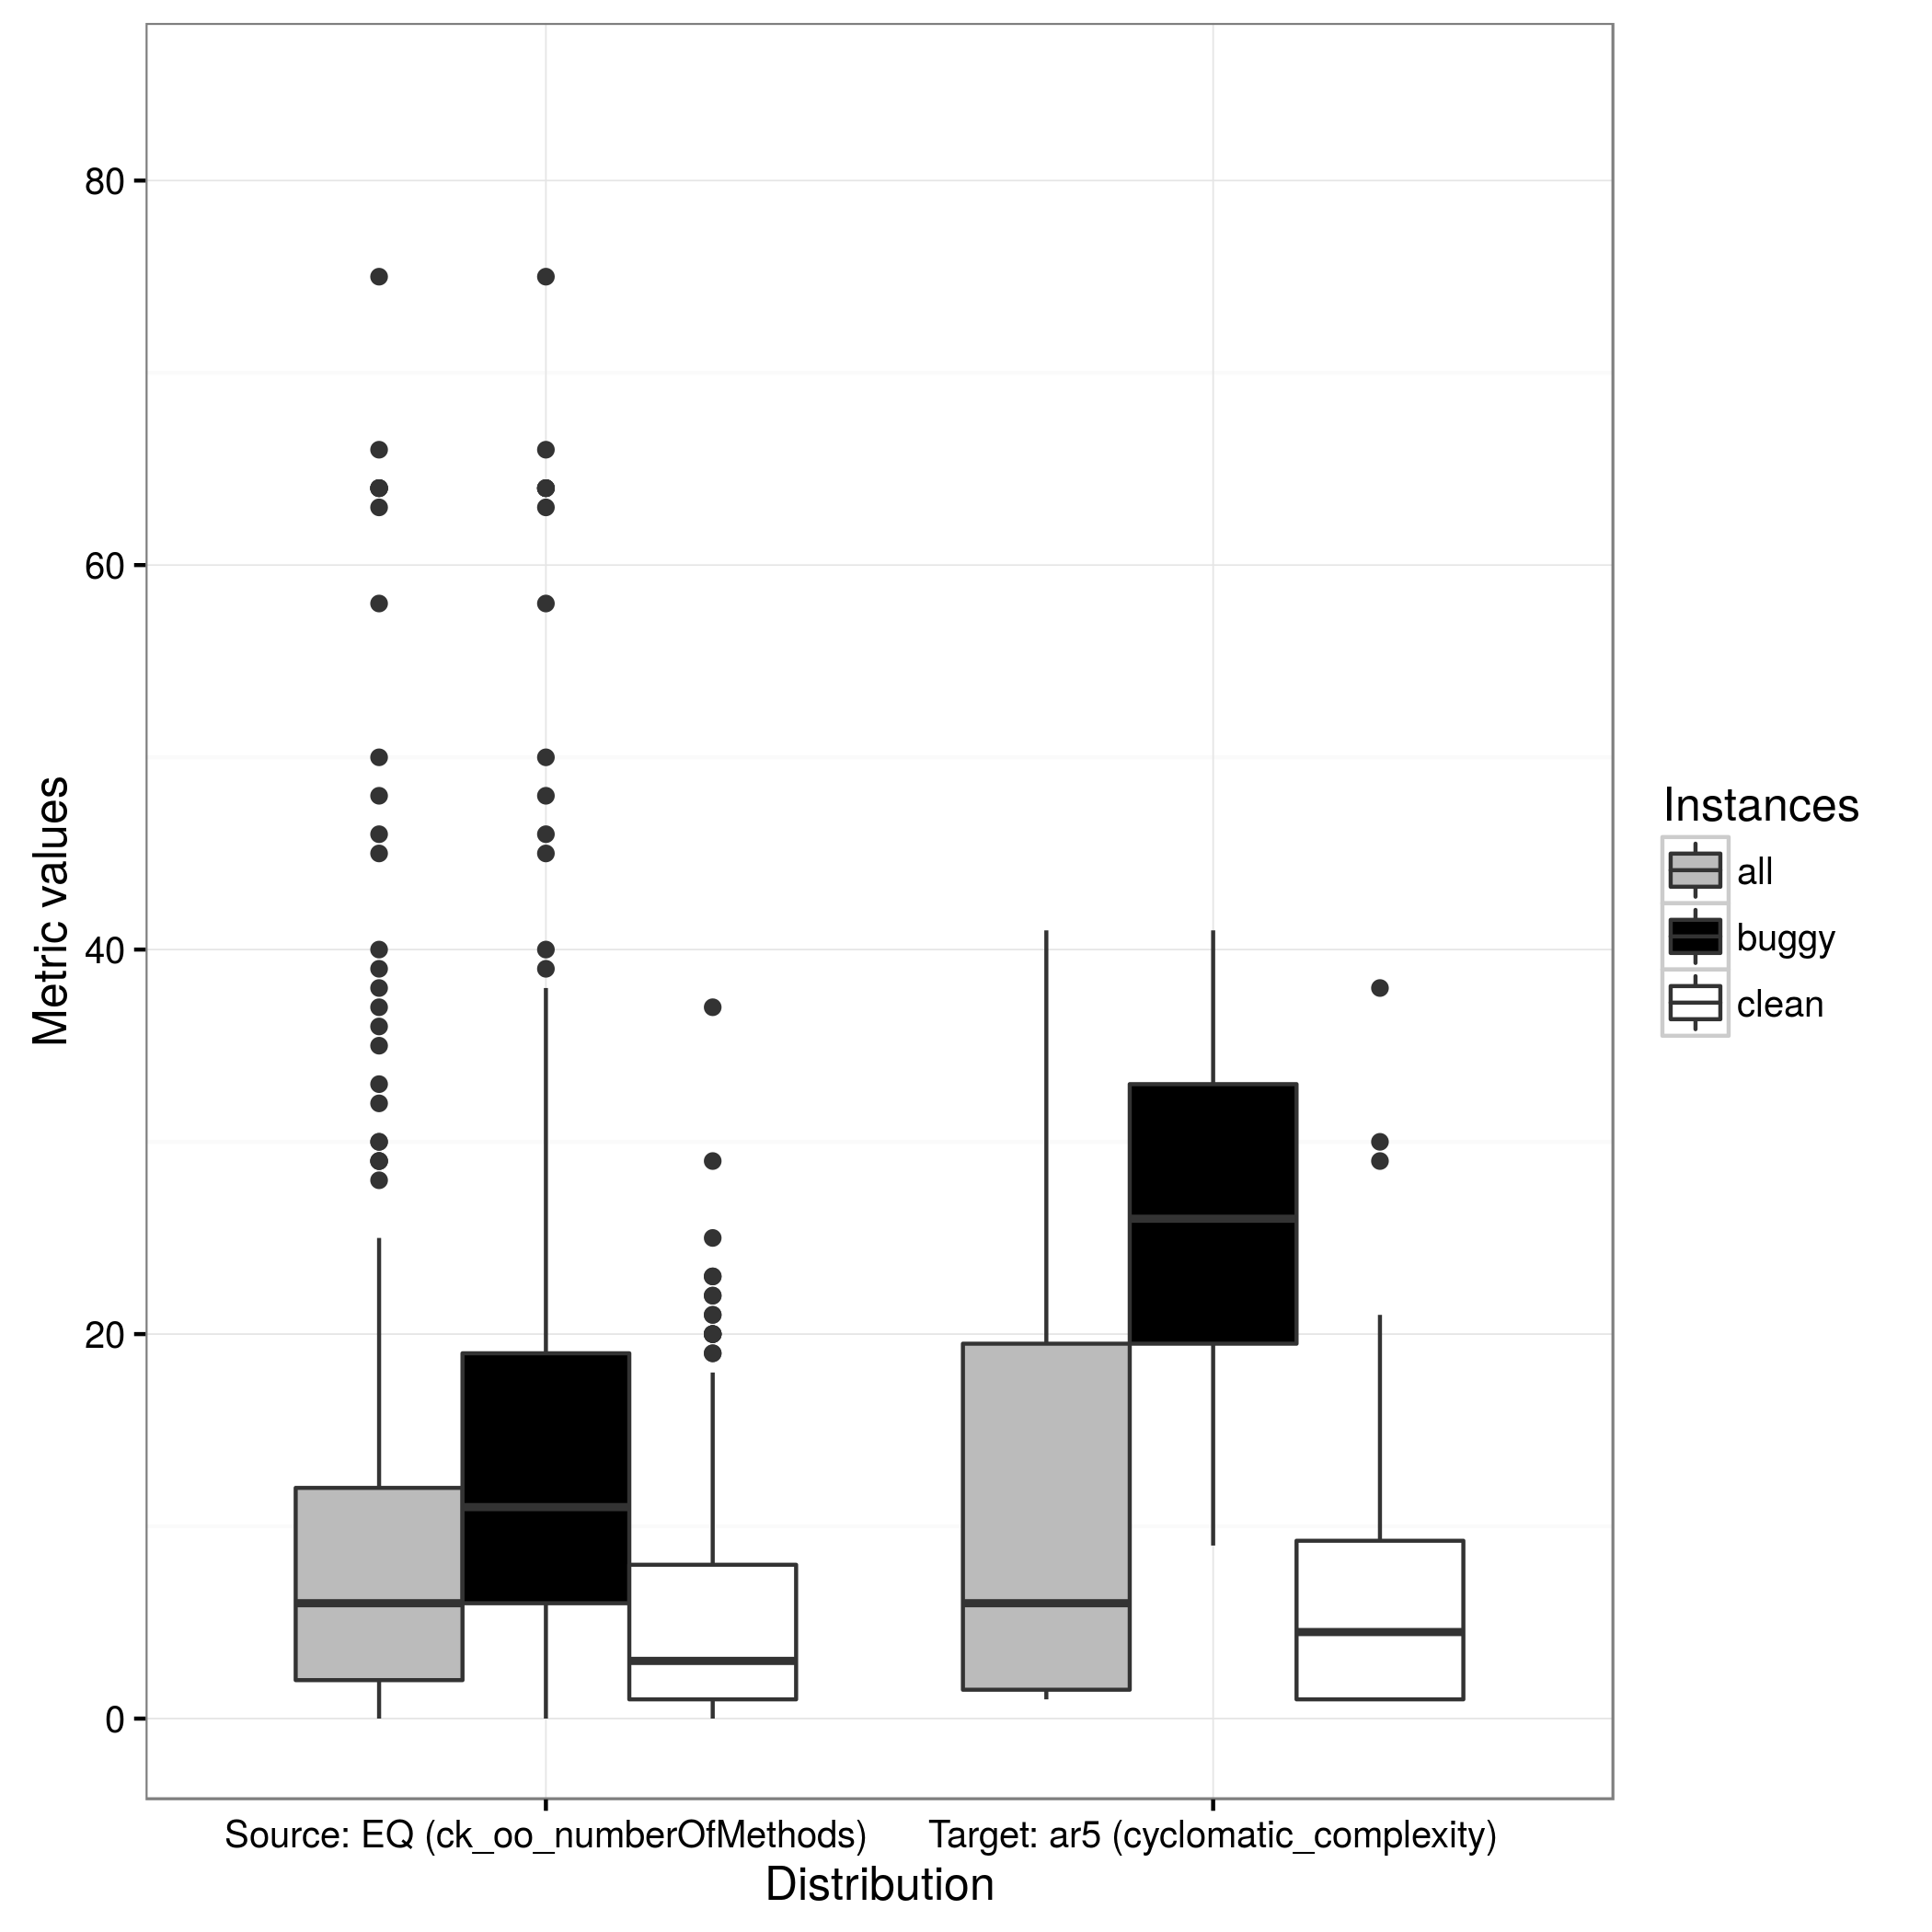 80
60
40
20
0
Metric values
Source: EQ (ck_oo_numberOfMethods)
Target: ar5 (cyclomatic_complexity)
Distribution
Instances
all
buggy
clean